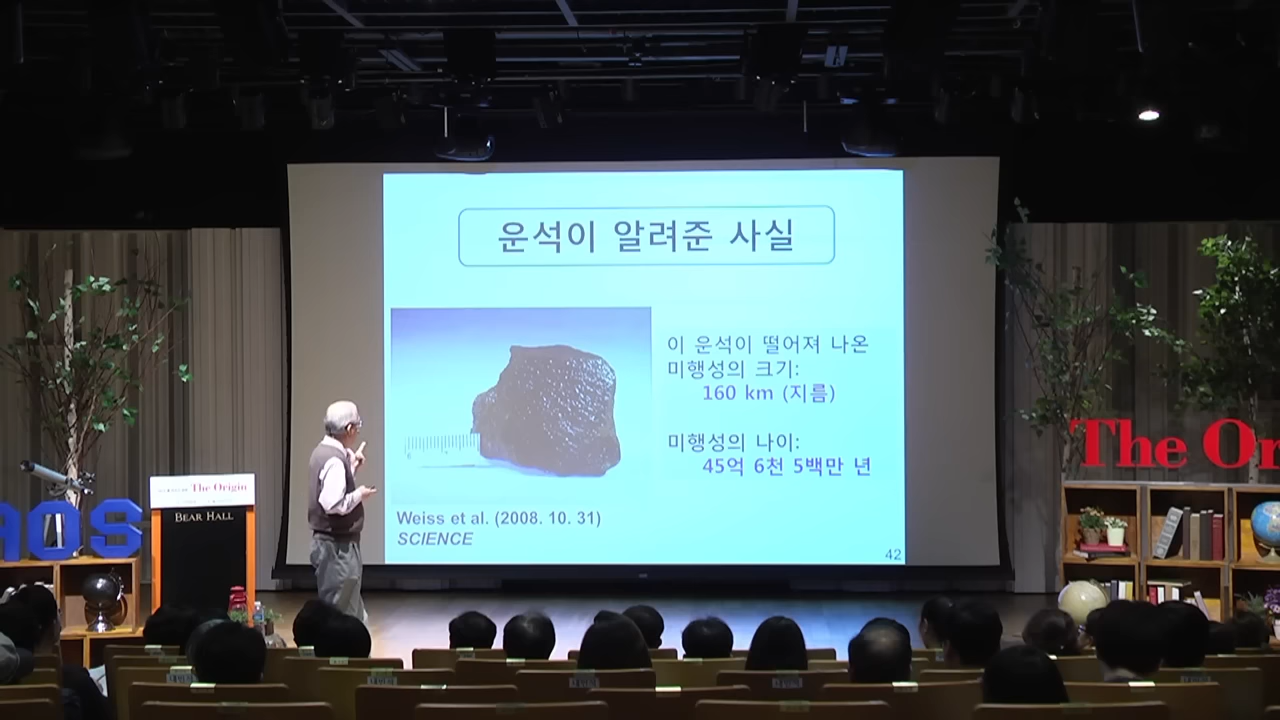 운석이 알려준 사실
이 운석이 떨어져 나온
미행성의 크기:
160 km (지름)
미행성의 나이:
45억 6천 5백만 년
Weiss et al. (2008. 10. 31)
SCIENCE
42
The Origin
BEAR HALL
AOS
The Or